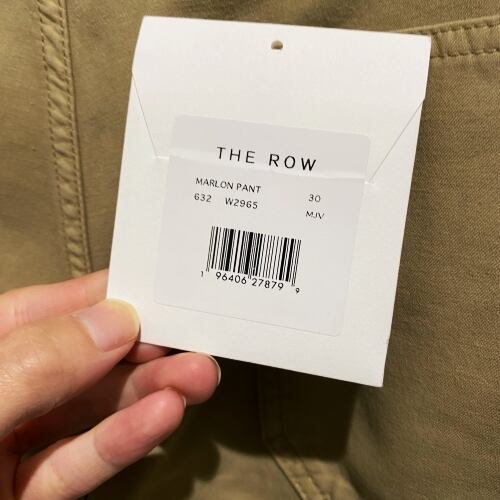 THE ROW
MARLON PANT 30
632 W2965 MJV
1 96406 27879 9